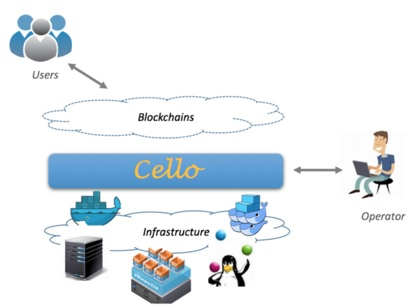 Users
Blockchains
Cello
Operator
Infrastructure